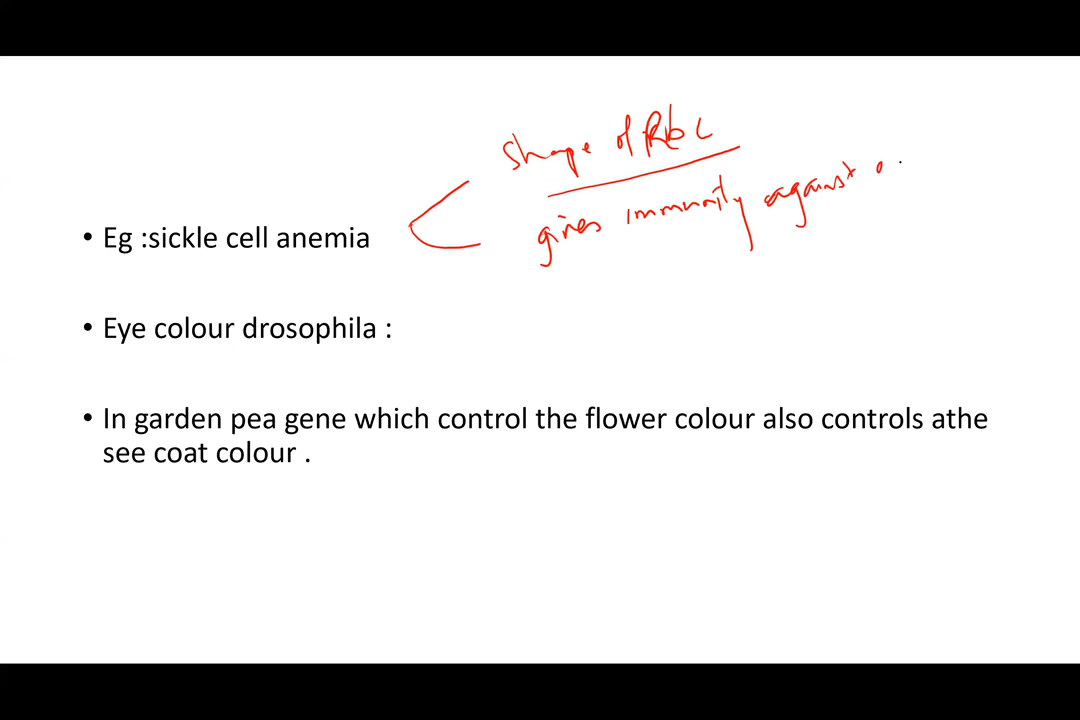 shape of Rbc
gives immunity against
• Eg :sickle cell anemia
• Eye colour drosophila :
• In garden pea gene which control the flower colour also controls athe
see coat colour .